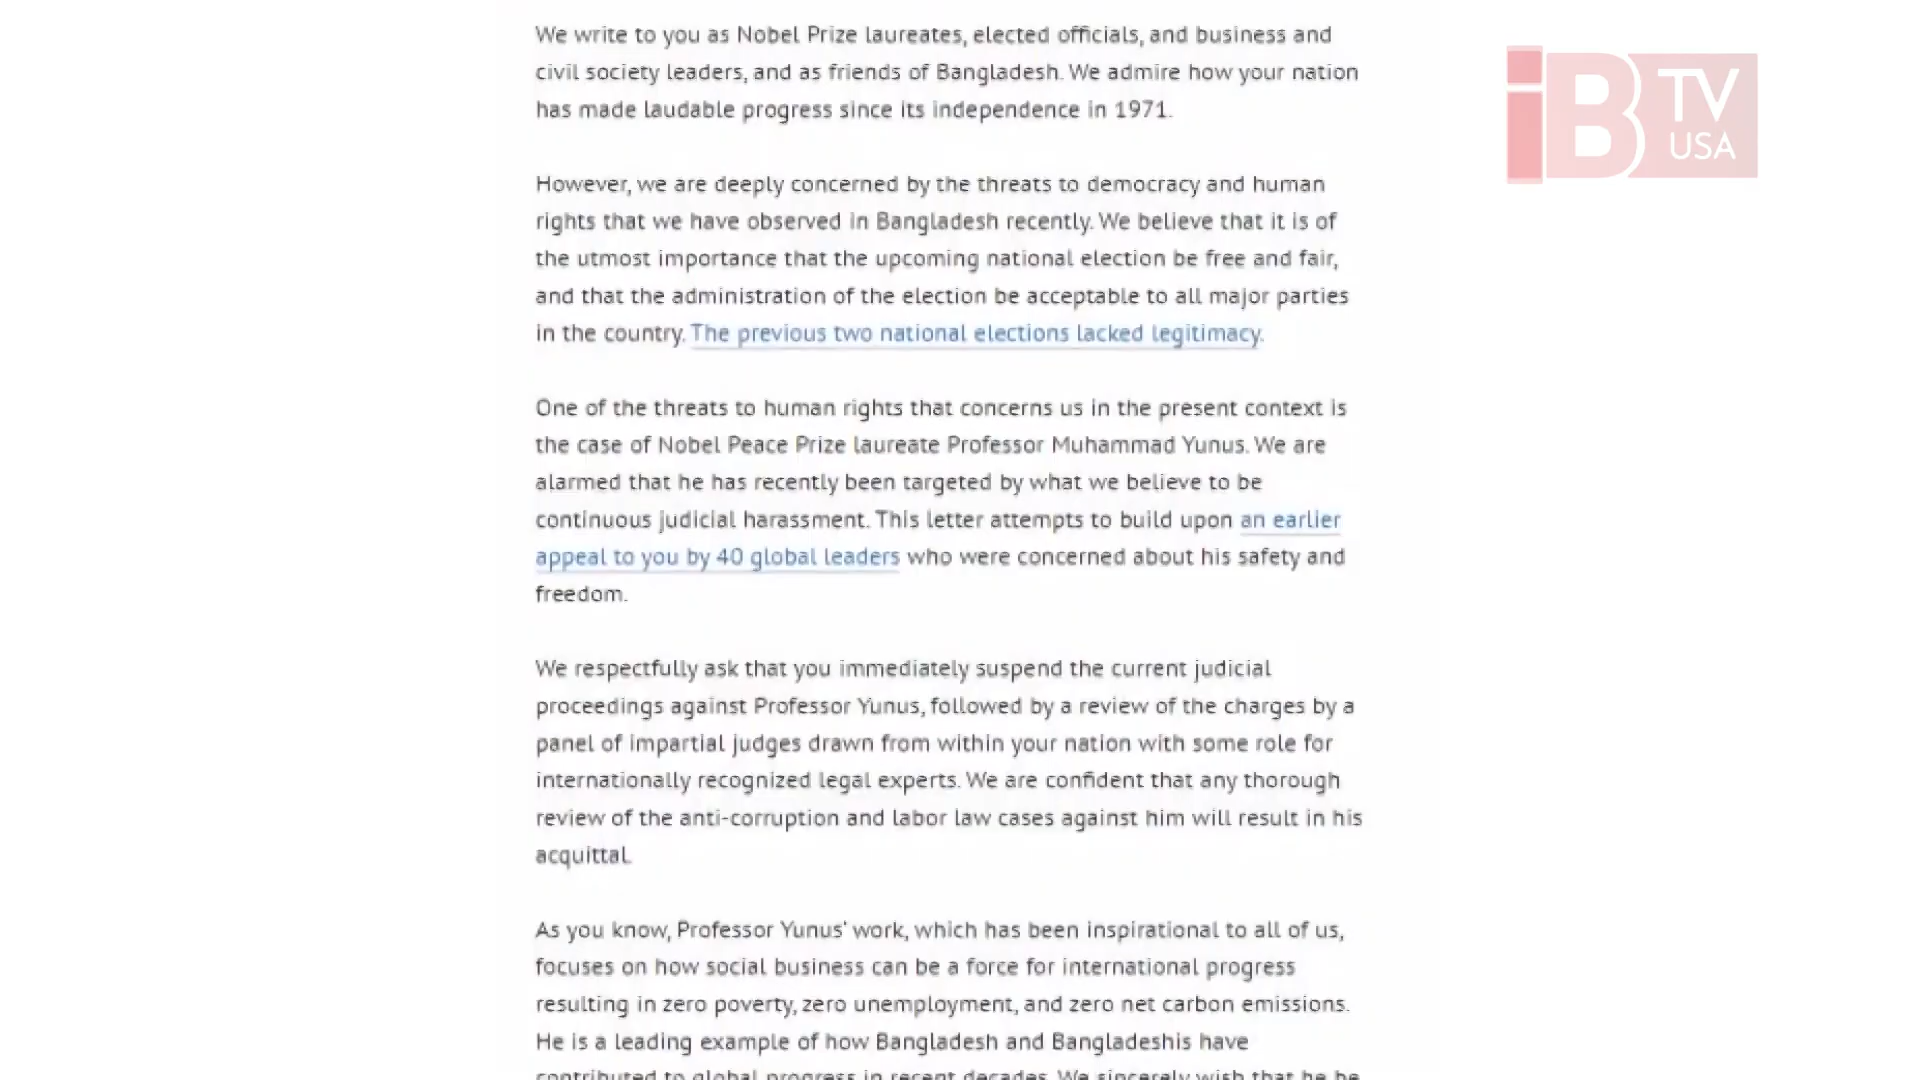 We write to you as Nobel Prize laureates, elected officials, and business and
civil society leaders, and as friends of Bangladesh. We admire how your nation
has made laudable progress since its independence in 1971.
However, we are deeply concerned by the threats to democracy and human
rights that we have observed in Bangladesh recently. We believe that it is of
the utmost importance that the upcoming national election be free and fair,
and that the administration of the election be acceptable to all major parties
in the country. The previous two national elections lacked legitimacy.
One of the threats to human rights that concerns us in the present context is
the case of Nobel Peace Prize laureate Professor Muhammad Yunus. We are
alarmed that he has recently been targeted by what we believe to be
continuous judicial harassment. This letter attempts to build upon an earlier
appeal to you by 40 global leaders who were concerned about his safety and
freedom.
We respectfully ask that you immediately suspend the current judicial
proceedings against Professor Yunus, followed by a review of the charges by a
panel of impartial judges drawn from within your nation with some role for
internationally recognized legal experts. We are confident that any thorough
review of the anti-corruption and labor law cases against him will result in his
acquittal.
As you know, Professor Yunus' work, which has been inspirational to all of us,
focuses on how social business can be a force for international progress
resulting in zero poverty, zero unemployment, and zero net carbon emissions.
He is a leading example of how Bangladesh and Bangladeshis have
contributed to global progress in recent decades. We sincerely wish that he be
iB TV
USA